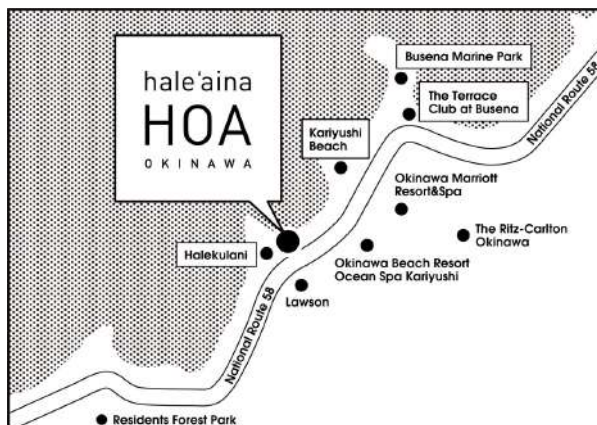 hale'aina
HOA
OKINAWA
Busena Marine Park
The Terrace
Club at Busena
National Route 58
Kariyushi
Beach
Okinawa Marriott
Resort&Spa
The Ritz-Carlton
Okinawa
Halekulani
Okinawa Beach Resort
Ocean Spa Kariyushi
Lawson
National Route 58
Residents Forest Park